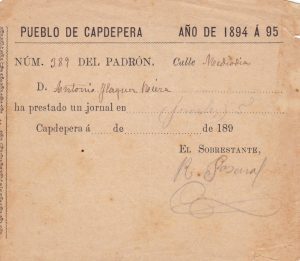 PUEBLO DE CAPDEPERA AÑO DE 1894 Á 95
NÚM. 289 DEL PADRÓN. Calle Mediodia
D. Antonio Flaquer
ha prestado un jornal en
Capdepera á de de 189
EL SOBRESTANTE,
R.